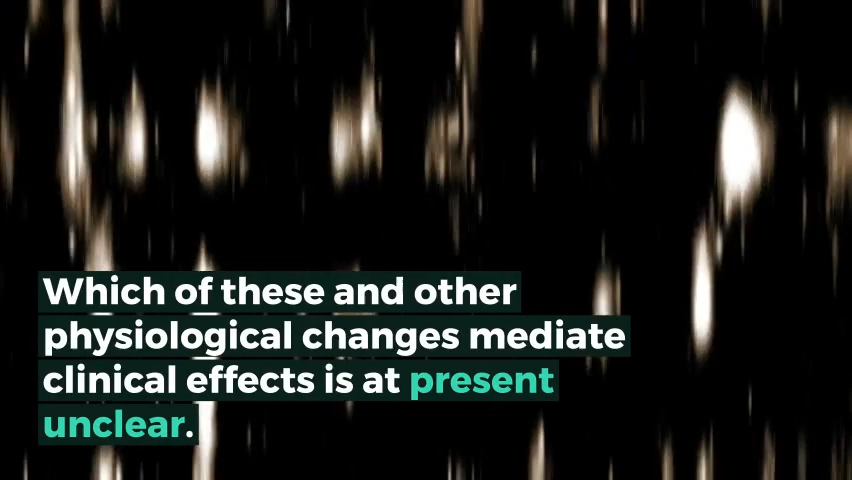 Which of these and other
physiological changes mediate
clinical effects is at present
unclear.